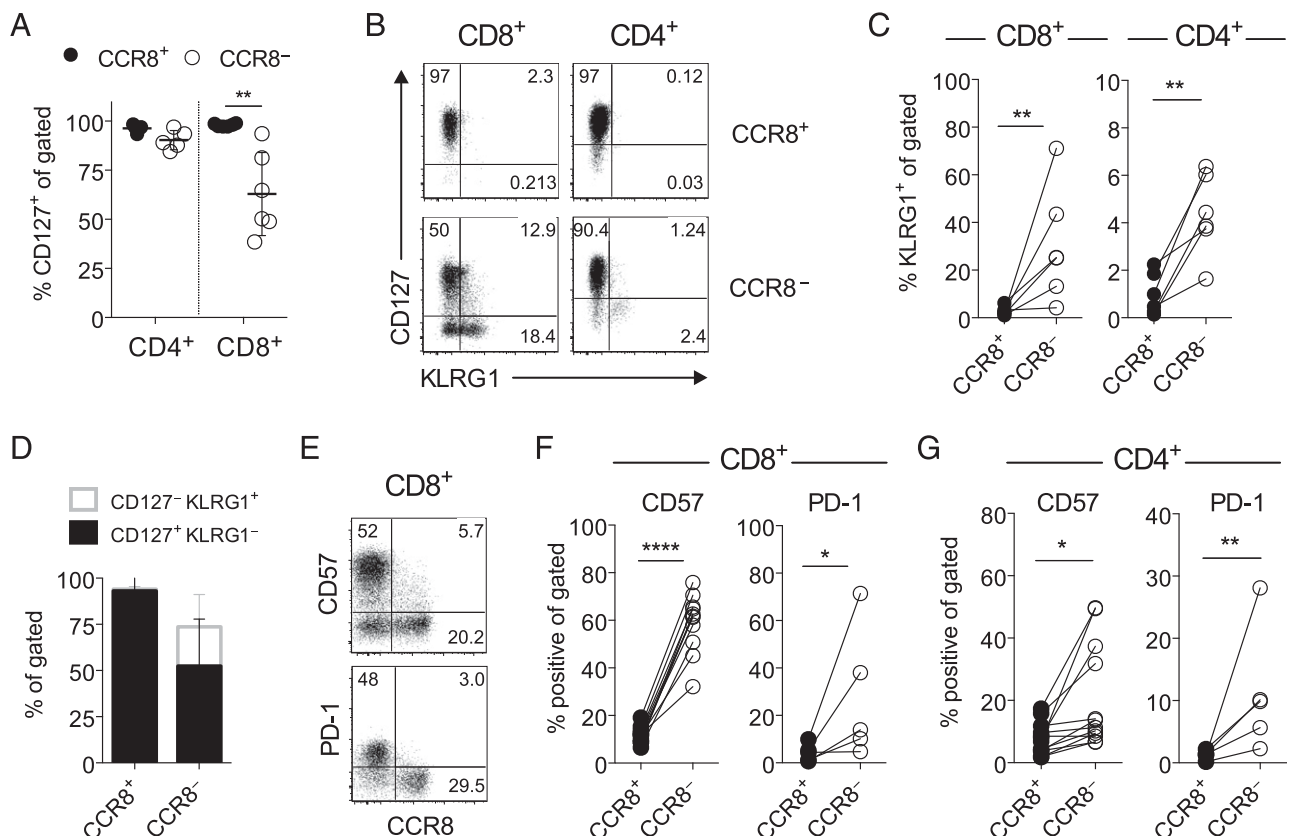 A
CCR8⁺ CCR8⁻
**
% CD127⁺ of gated
100
75
50
25
0
CD4⁺ CD8⁺
B
CD8⁺ CD4⁺
97 2.3 97 0.12
CCR8⁺
0.213 0.03
50 12.9 90.4 1.24
CCR8⁻
18.4 2.4
CD127
KLRG1
C
CD8⁺ CD4⁺
% KLRG1⁺ of gated
** **
100 6
80
60 4
40
20 2
0 0
CCR8⁺ CCR8⁻ CCR8⁺ CCR8⁻
D
CD127⁻ KLRG1⁺
CD127⁺ KLRG1⁻
% of gated
100
75
50
25
0
CCR8⁺ CCR8⁻
E
CD8⁺
52 5.7
CD57
20.2
48 3.0
PD-1
29.5
CCR8
F
CD8⁺
CD57 PD-1
% positive of gated
**** *
100 100
80 80
60 60
40 40
20 20
0 0
CCR8⁺ CCR8⁻ CCR8⁺ CCR8⁻
G
CD4⁺
CD57 PD-1
% positive of gated
* **
80 40
60 30
40 20
20 10
0 0
CCR8⁺ CCR8⁻ CCR8⁺ CCR8⁻